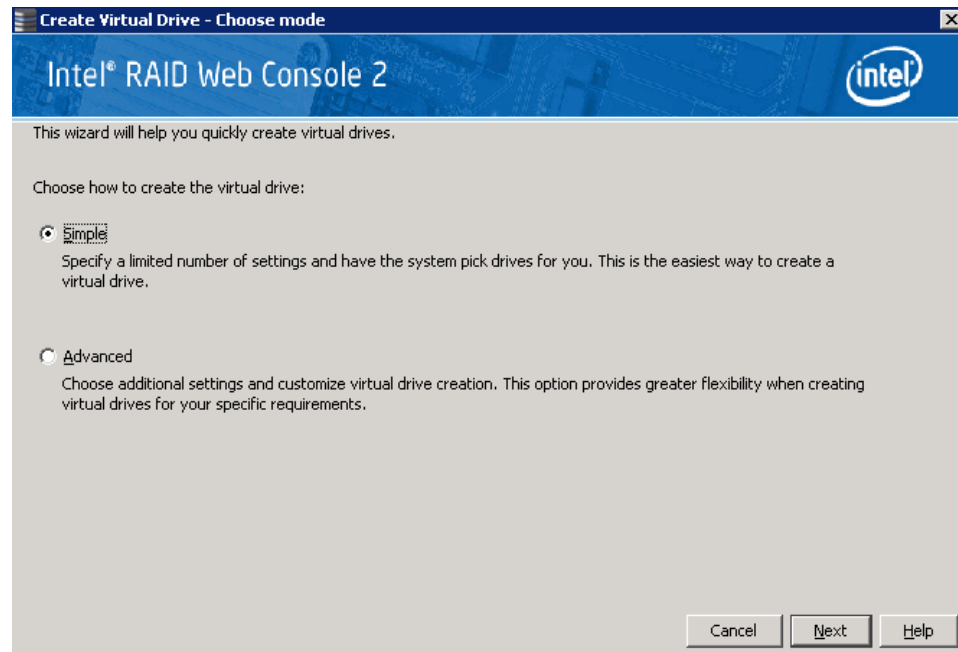 Create Virtual Drive - Choose mode
Intel® RAID Web Console 2
intel
This wizard will help you quickly create virtual drives.
Choose how to create the virtual drive:
Simple
Specify a limited number of settings and have the system pick drives for you. This is the easiest way to create a
virtual drive.
Advanced
Choose additional settings and customize virtual drive creation. This option provides greater flexibility when creating
virtual drives for your specific requirements.
Cancel Next Help